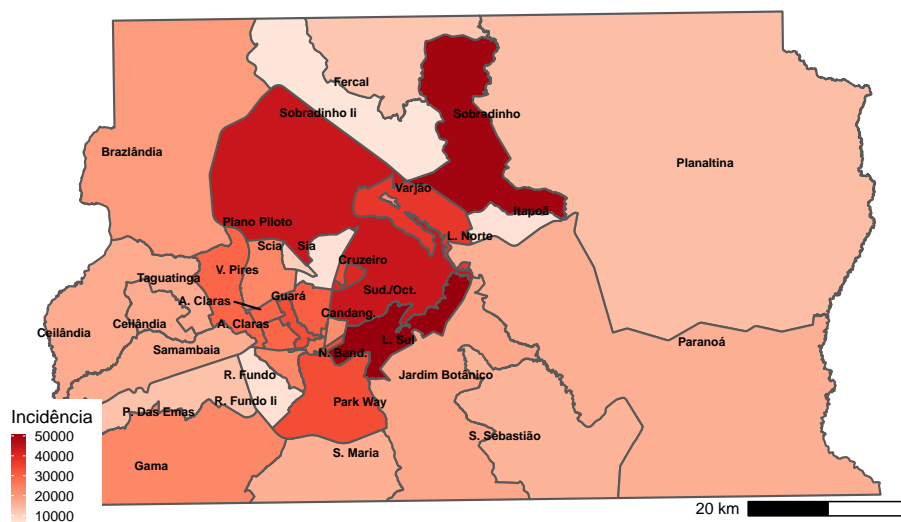 Fercal
Sobradinho Ii
Sobradinho
Brazlândia
Planaltina
Varjão
Itapoã
Plano Piloto
L. Norte
Scia
Sia
Cruzeiro
V. Pires
Taguatinga
Sud./Oct.
Guará
A. Claras
Candang.
Ceilândia
Ceilândia
A. Claras
L. Sul
Paranoá
Samambaia
N. Band.
R. Fundo
Jardim Botânico
R. Fundo Ii
Park Way
P. Das Emas
S. Sebastião
S. Maria
Gama
Incidência
50000
40000
30000
20000
10000
20 km